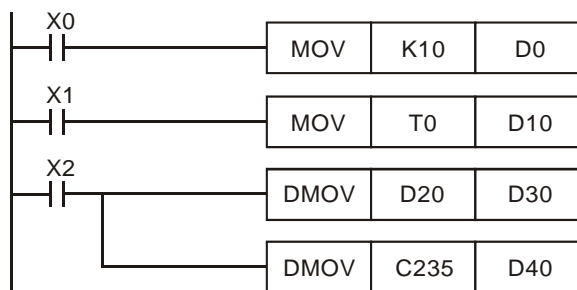 X0
MOV K10 D0
X1
MOV T0 D10
X2
DMOV D20 D30
DMOV C235 D40